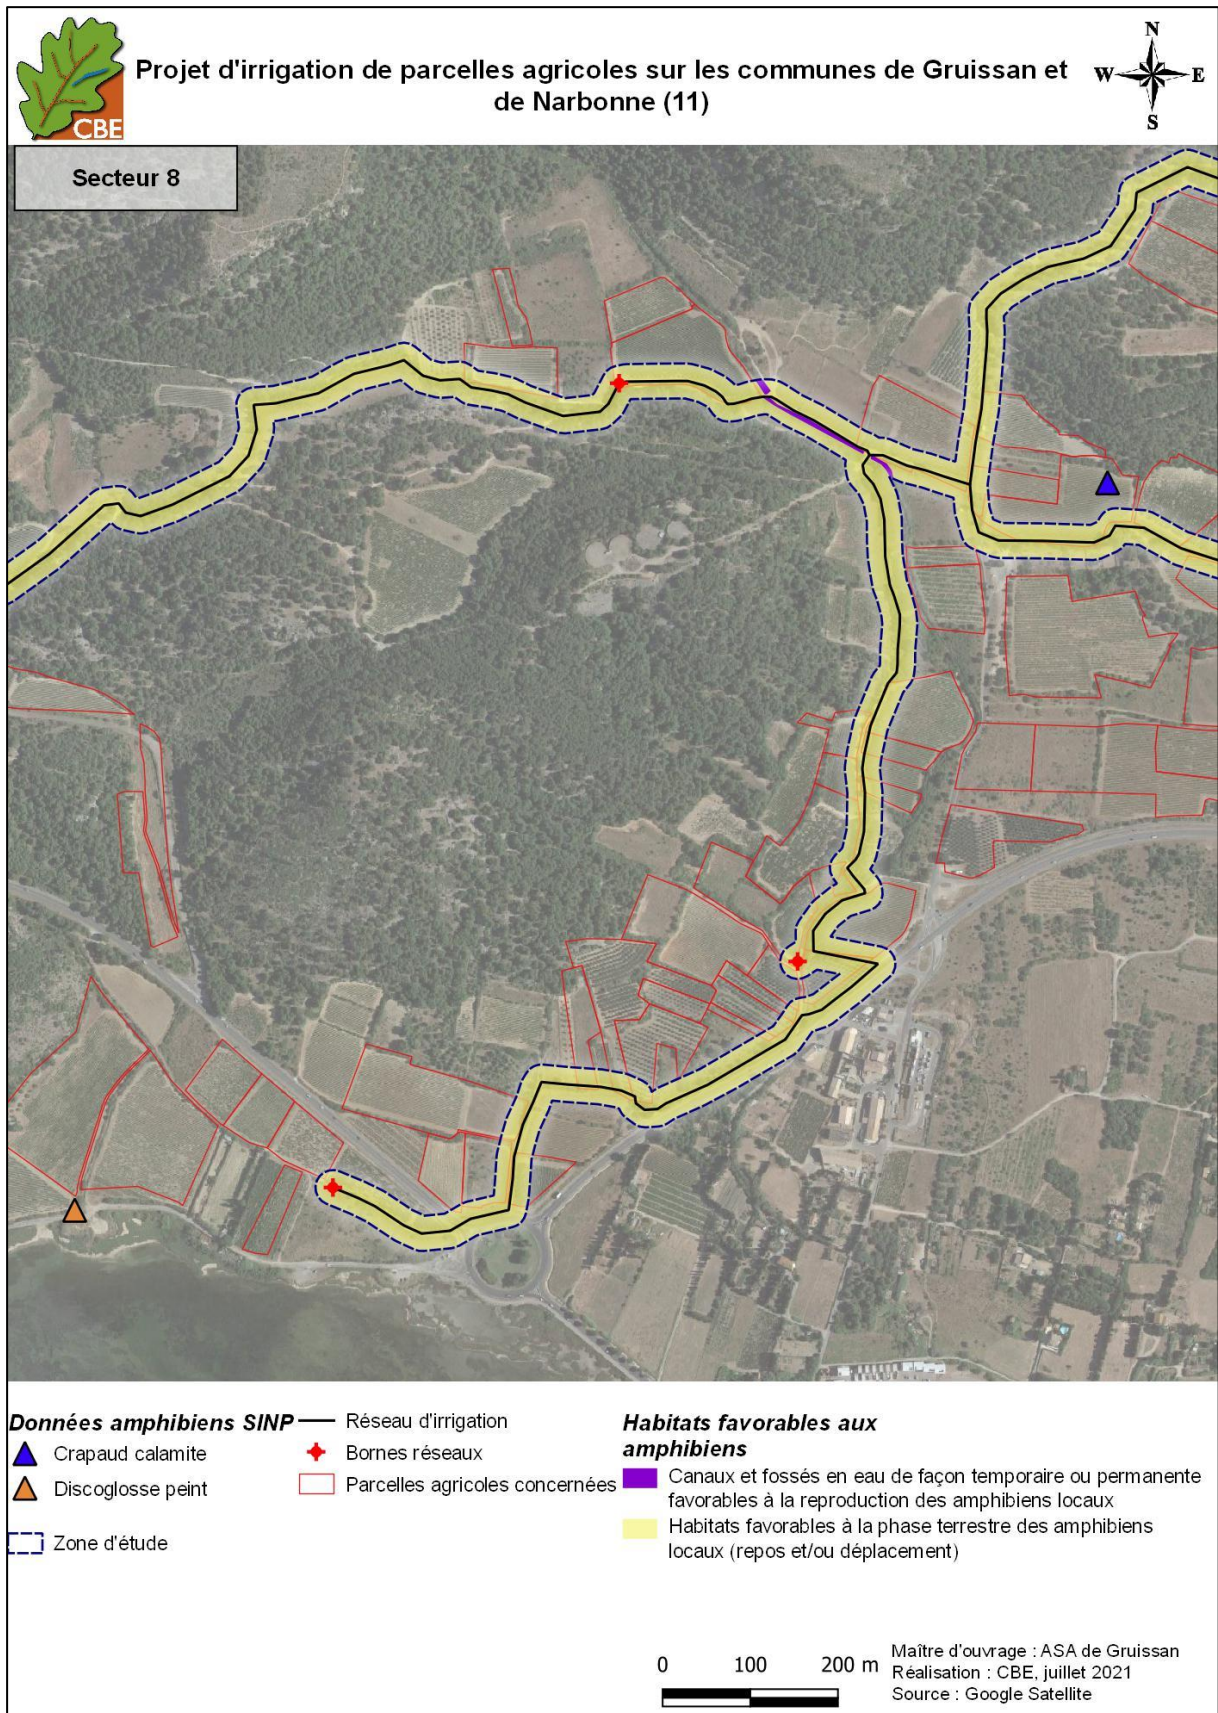 CBE
Projet d'irrigation de parcelles agricoles sur les communes de Gruissan et
de Narbonne (11)
N
W
E
S
Secteur 8
Données amphibiens SINP
Crapaud calamite
Discoglosse peint
Zone d'étude
Réseau d'irrigation
Bornes réseaux
Parcelles agricoles concernées
Habitats favorables aux
amphibiens
Canaux et fossés en eau de façon temporaire ou permanente
favorables à la reproduction des amphibiens locaux
Habitats favorables à la phase terrestre des amphibiens
locaux (repos et/ou déplacement)
0 100 200 m
Maître d'ouvrage : ASA de Gruissan
Réalisation : CBE, juillet 2021
Source : Google Satellite